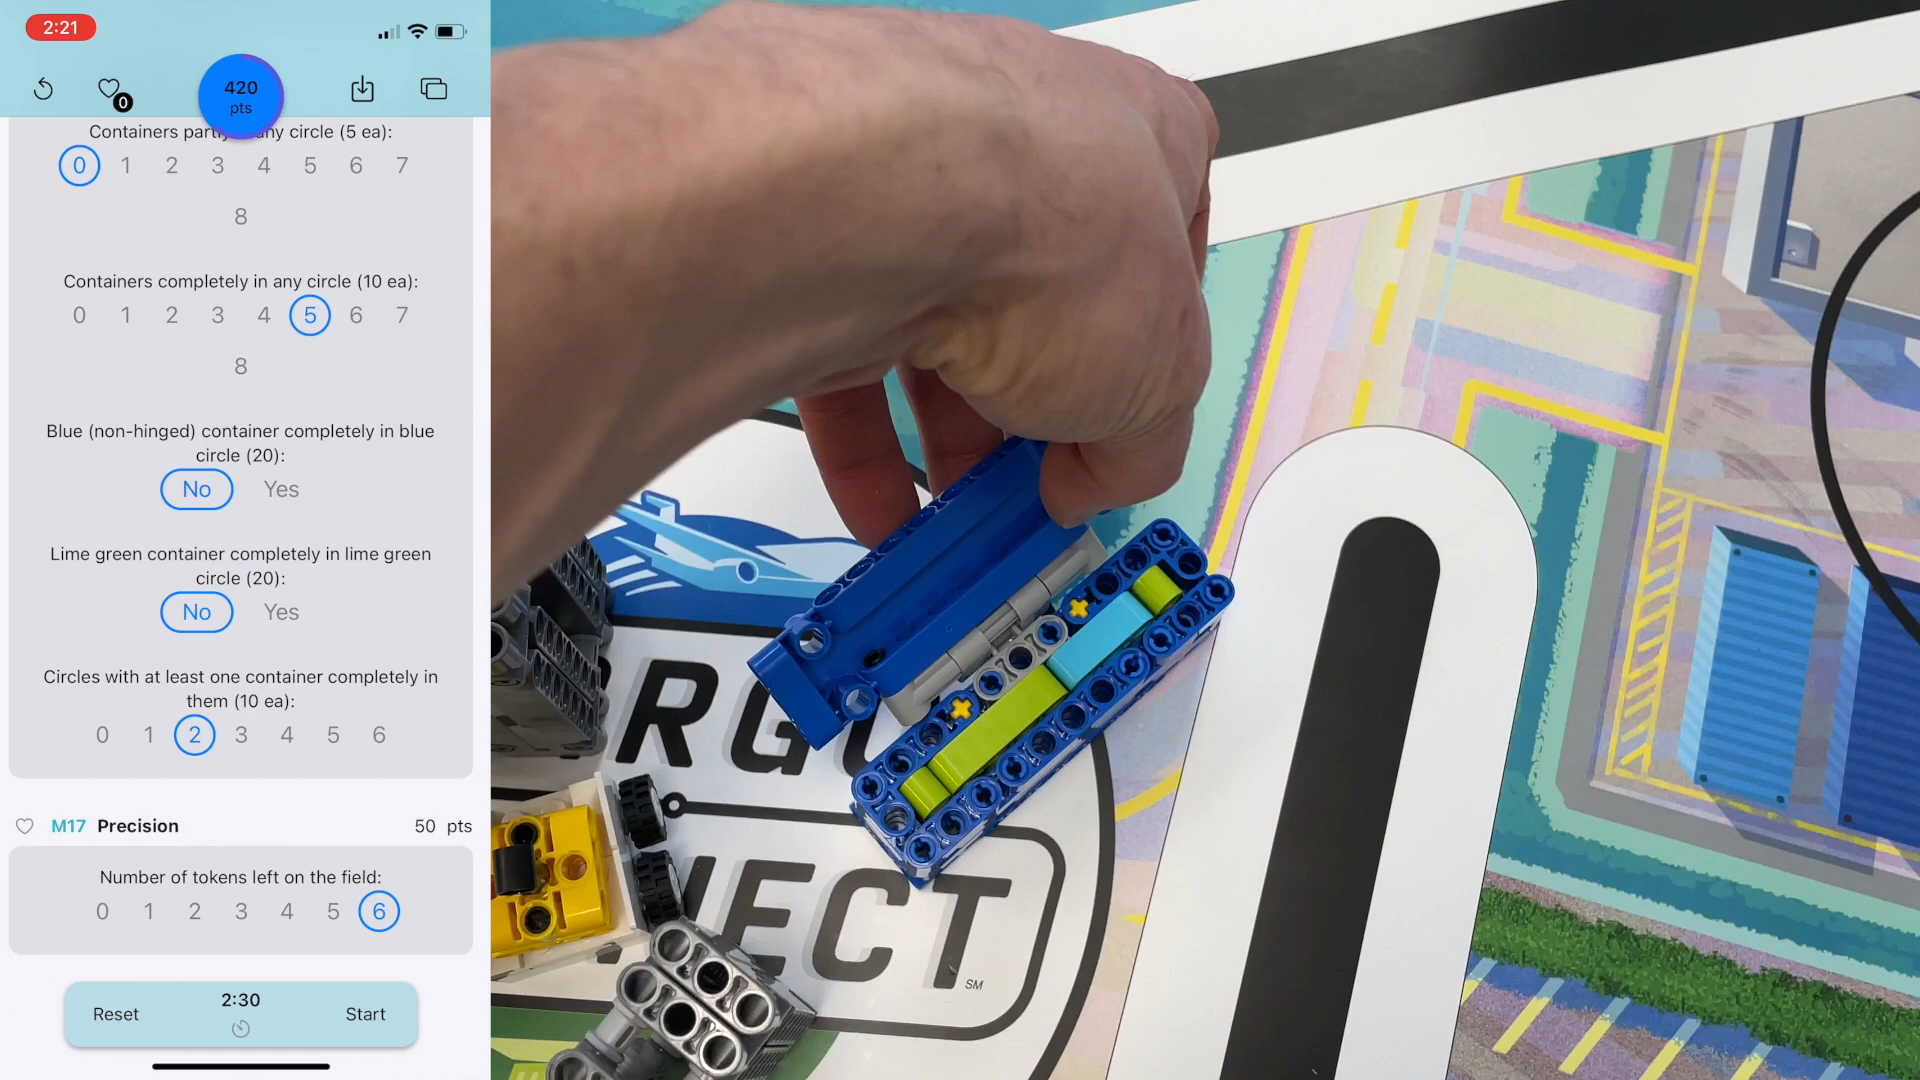 2:21
0
420
pts
Containers partly any circle (5 ea):
0 1 2 3 4 5 6 7
8
Containers completely in any circle (10 ea):
0 1 2 3 4 5 6 7
8
Blue (non-hinged) container completely in blue
circle (20):
No Yes
Lime green container completely in lime green
circle (20):
No Yes
Circles with at least one container completely in
them (10 ea):
0 1 2 3 4 5 6
M17 Precision 50 pts
Number of tokens left on the field:
0 1 2 3 4 5 6
Reset 2:30 Start
RGO
NECT
SM